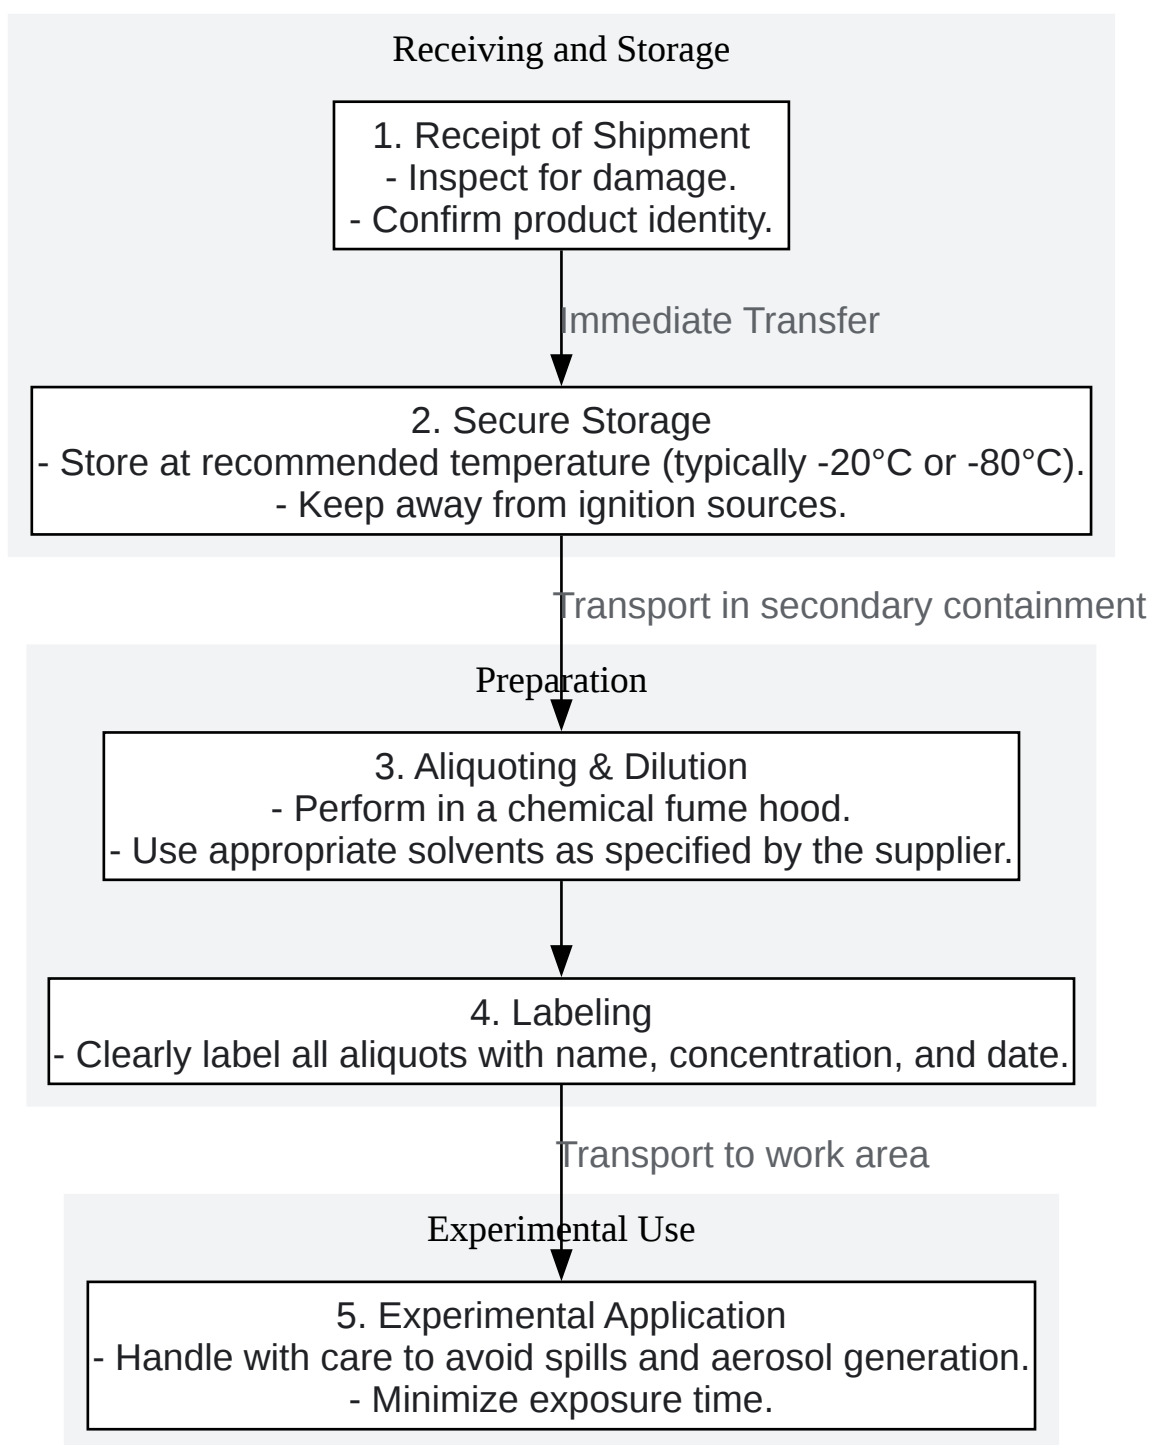 Receiving and Storage
1. Receipt of Shipment
- Inspect for damage.
- Confirm product identity.
Immediate Transfer
2. Secure Storage
- Store at recommended temperature (typically -20°C or -80°C).
- Keep away from ignition sources.
Transport in secondary containment
Preparation
3. Aliquoting & Dilution
- Perform in a chemical fume hood.
- Use appropriate solvents as specified by the supplier.
4. Labeling
- Clearly label all aliquots with name, concentration, and date.
Transport to work area
Experimental Use
5. Experimental Application
- Handle with care to avoid spills and aerosol generation.
- Minimize exposure time.